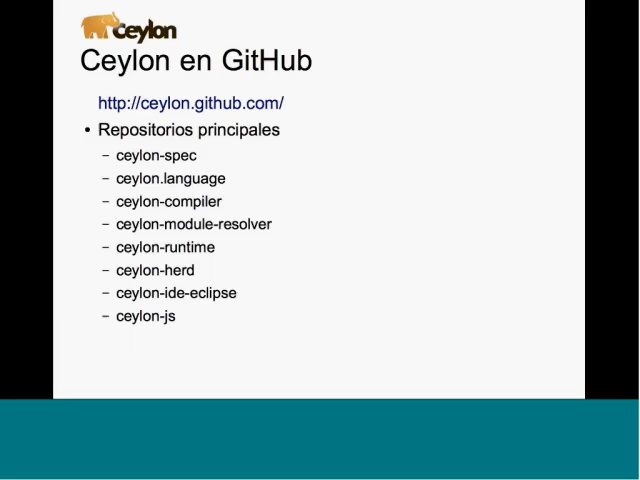 Ceylon
Ceylon en GitHub
http://ceylon.github.com/
• Repositorios principales
– ceylon-spec
– ceylon.language
– ceylon-compiler
– ceylon-module-resolver
– ceylon-runtime
– ceylon-herd
– ceylon-ide-eclipse
– ceylon-js